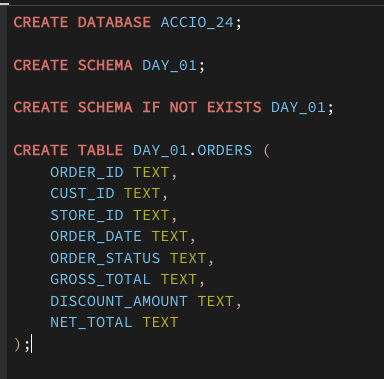 CREATE DATABASE ACCIO_24;
CREATE SCHEMA DAY_01;
CREATE SCHEMA IF NOT EXISTS DAY_01;
CREATE TABLE DAY_01.ORDERS (
    ORDER_ID TEXT,
    CUST_ID TEXT,
    STORE_ID TEXT,
    ORDER_DATE TEXT,
    ORDER_STATUS TEXT,
    GROSS_TOTAL TEXT,
    DISCOUNT_AMOUNT TEXT,
    NET_TOTAL TEXT
);